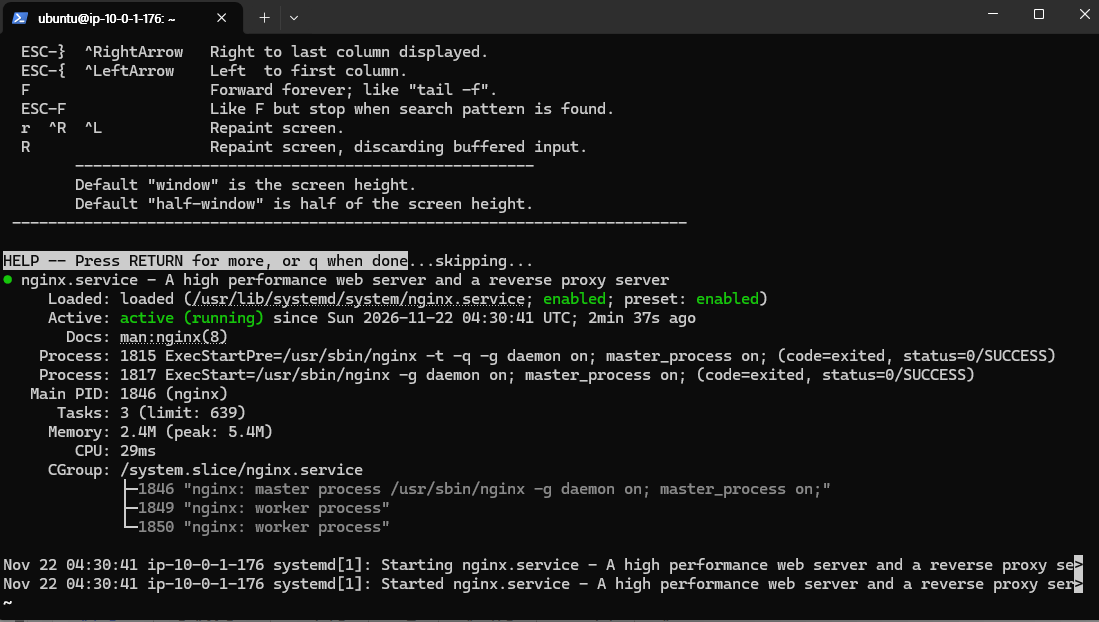 ubuntu@ip-10-0-1-176: ~
ESC-} ^RightArrow Right to last column displayed.
ESC-{ ^LeftArrow Left to first column.
F Forward forever; like "tail -f".
ESC-F Like F but stop when search pattern is found.
r ^R ^L Repaint screen.
R Repaint screen, discarding buffered input.
---------------------------------------------------
Default "window" is the screen height.
Default "half-window" is half of the screen height.
---------------------------------------------------------------------------
HELP -- Press RETURN for more, or q when done...skipping...
● nginx.service - A high performance web server and a reverse proxy server
Loaded: loaded (/usr/lib/systemd/system/nginx.service; enabled; preset: enabled)
Active: active (running) since Sun 2026-11-22 04:30:41 UTC; 2min 37s ago
Docs: man:nginx(8)
Process: 1815 ExecStartPre=/usr/sbin/nginx -t -q -g daemon on; master_process on; (code=exited, status=0/SUCCESS)
Process: 1817 ExecStart=/usr/sbin/nginx -g daemon on; master_process on; (code=exited, status=0/SUCCESS)
Main PID: 1846 (nginx)
Tasks: 3 (limit: 639)
Memory: 2.4M (peak: 5.4M)
CPU: 29ms
CGroup: /system.slice/nginx.service
├─1846 "nginx: master process /usr/sbin/nginx -g daemon on; master_process on;"
├─1849 "nginx: worker process"
└─1850 "nginx: worker process"
Nov 22 04:30:41 ip-10-0-1-176 systemd[1]: Starting nginx.service - A high performance web server and a reverse proxy se>
Nov 22 04:30:41 ip-10-0-1-176 systemd[1]: Started nginx.service - A high performance web server and a reverse proxy ser>
~